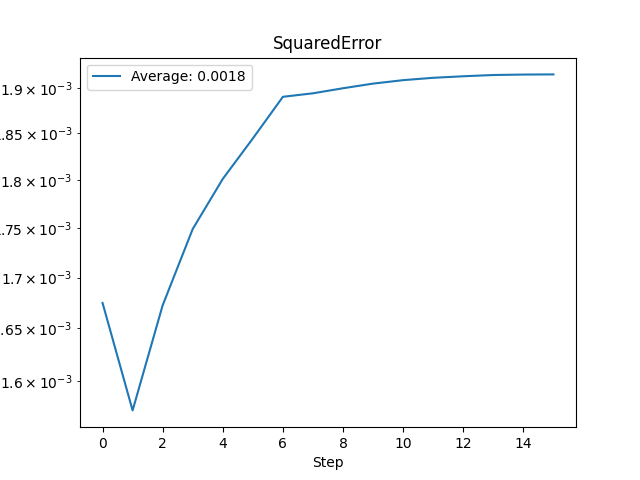 SquaredError
Average: 0.0018
1.9 × 10⁻³
.85 × 10⁻³
1.8 × 10⁻³
.75 × 10⁻³
1.7 × 10⁻³
.65 × 10⁻³
1.6 × 10⁻³
0 2 4 6 8 10 12 14
Step